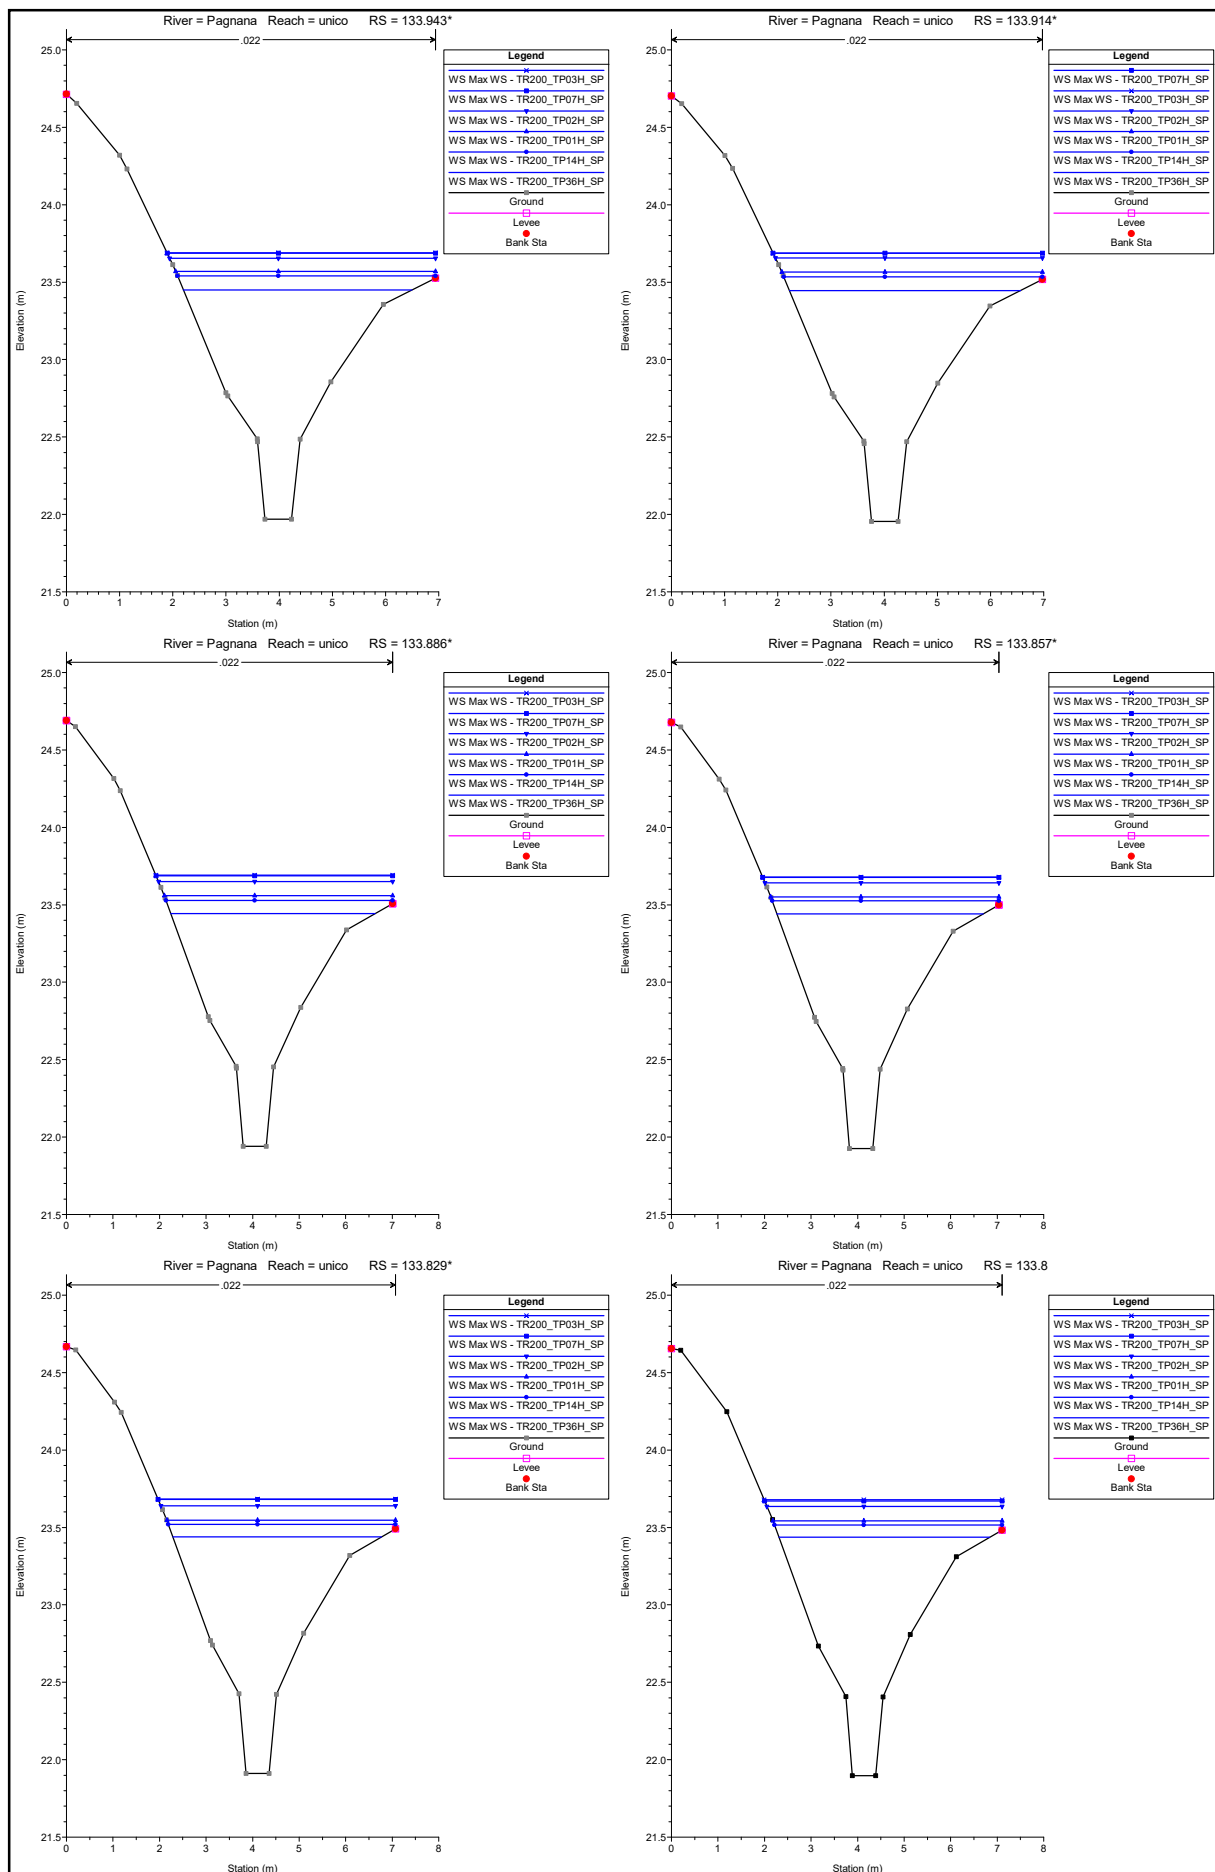 River = Pagnana Reach = unico RS = 133.943*
.022
25.0
24.5
24.0
23.5
23.0
22.5
22.0
21.5
Elevation (m)
0 1 2 3 4 5 6 7
Station (m)
Legend
WS Max WS - TR200_TP03H_SP
WS Max WS - TR200_TP07H_SP
WS Max WS - TR200_TP02H_SP
WS Max WS - TR200_TP01H_SP
WS Max WS - TR200_TP14H_SP
WS Max WS - TR200_TP36H_SP
Ground
Levee
Bank Sta
River = Pagnana Reach = unico RS = 133.914*
.022
25.0
24.5
24.0
23.5
23.0
22.5
22.0
21.5
Elevation (m)
0 1 2 3 4 5 6 7
Station (m)
Legend
WS Max WS - TR200_TP07H_SP
WS Max WS - TR200_TP03H_SP
WS Max WS - TR200_TP02H_SP
WS Max WS - TR200_TP01H_SP
WS Max WS - TR200_TP14H_SP
WS Max WS - TR200_TP36H_SP
Ground
Levee
Bank Sta
River = Pagnana Reach = unico RS = 133.886*
.022
25.0
24.5
24.0
23.5
23.0
22.5
22.0
21.5
Elevation (m)
0 1 2 3 4 5 6 7 8
Station (m)
Legend
WS Max WS - TR200_TP03H_SP
WS Max WS - TR200_TP07H_SP
WS Max WS - TR200_TP02H_SP
WS Max WS - TR200_TP01H_SP
WS Max WS - TR200_TP14H_SP
WS Max WS - TR200_TP36H_SP
Ground
Levee
Bank Sta
River = Pagnana Reach = unico RS = 133.857*
.022
25.0
24.5
24.0
23.5
23.0
22.5
22.0
21.5
Elevation (m)
0 1 2 3 4 5 6 7 8
Station (m)
Legend
WS Max WS - TR200_TP03H_SP
WS Max WS - TR200_TP07H_SP
WS Max WS - TR200_TP02H_SP
WS Max WS - TR200_TP01H_SP
WS Max WS - TR200_TP14H_SP
WS Max WS - TR200_TP36H_SP
Ground
Levee
Bank Sta
River = Pagnana Reach = unico RS = 133.829*
.022
25.0
24.5
24.0
23.5
23.0
22.5
22.0
21.5
Elevation (m)
0 1 2 3 4 5 6 7 8
Station (m)
Legend
WS Max WS - TR200_TP03H_SP
WS Max WS - TR200_TP07H_SP
WS Max WS - TR200_TP02H_SP
WS Max WS - TR200_TP01H_SP
WS Max WS - TR200_TP14H_SP
WS Max WS - TR200_TP36H_SP
Ground
Levee
Bank Sta
River = Pagnana Reach = unico RS = 133.8
.022
25.0
24.5
24.0
23.5
23.0
22.5
22.0
21.5
Elevation (m)
0 1 2 3 4 5 6 7 8
Station (m)
Legend
WS Max WS - TR200_TP03H_SP
WS Max WS - TR200_TP07H_SP
WS Max WS - TR200_TP02H_SP
WS Max WS - TR200_TP01H_SP
WS Max WS - TR200_TP14H_SP
WS Max WS - TR200_TP36H_SP
Ground
Levee
Bank Sta